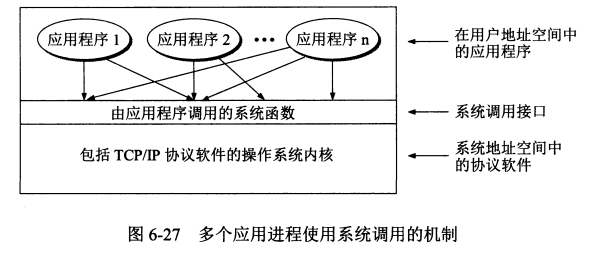 应用程序 1
应用程序 2
•••
应用程序 n
在用户地址空间中
的应用程序
由应用程序调用的系统函数
系统调用接口
包括 TCP/IP 协议软件的操作系统内核
系统地址空间中
的协议软件
图 6-27 多个应用进程使用系统调用的机制